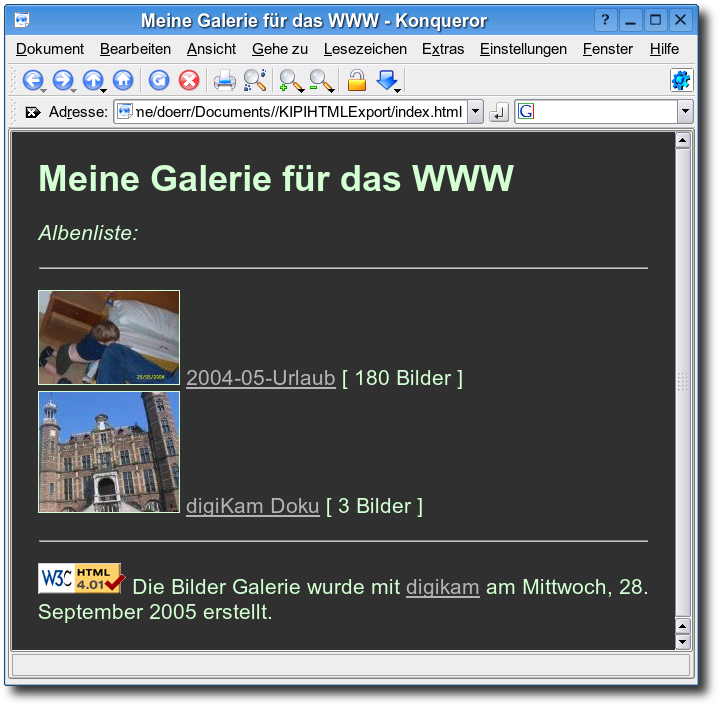 Meine Galerie für das WWW - Konqueror
Dokument Bearbeiten Ansicht Gehe zu Lesezeichen Extras Einstellungen Fenster Hilfe
Adresse: me/doerr/Documents//KIPIHTMLExport/index.html
Meine Galerie für das WWW
Albenliste:
28/05/2004
2004-05-Urlaub [ 180 Bilder ]
digiKam Doku [ 3 Bilder ]
W3C HTML 4.01
Die Bilder Galerie wurde mit digikam am Mittwoch, 28.
September 2005 erstellt.